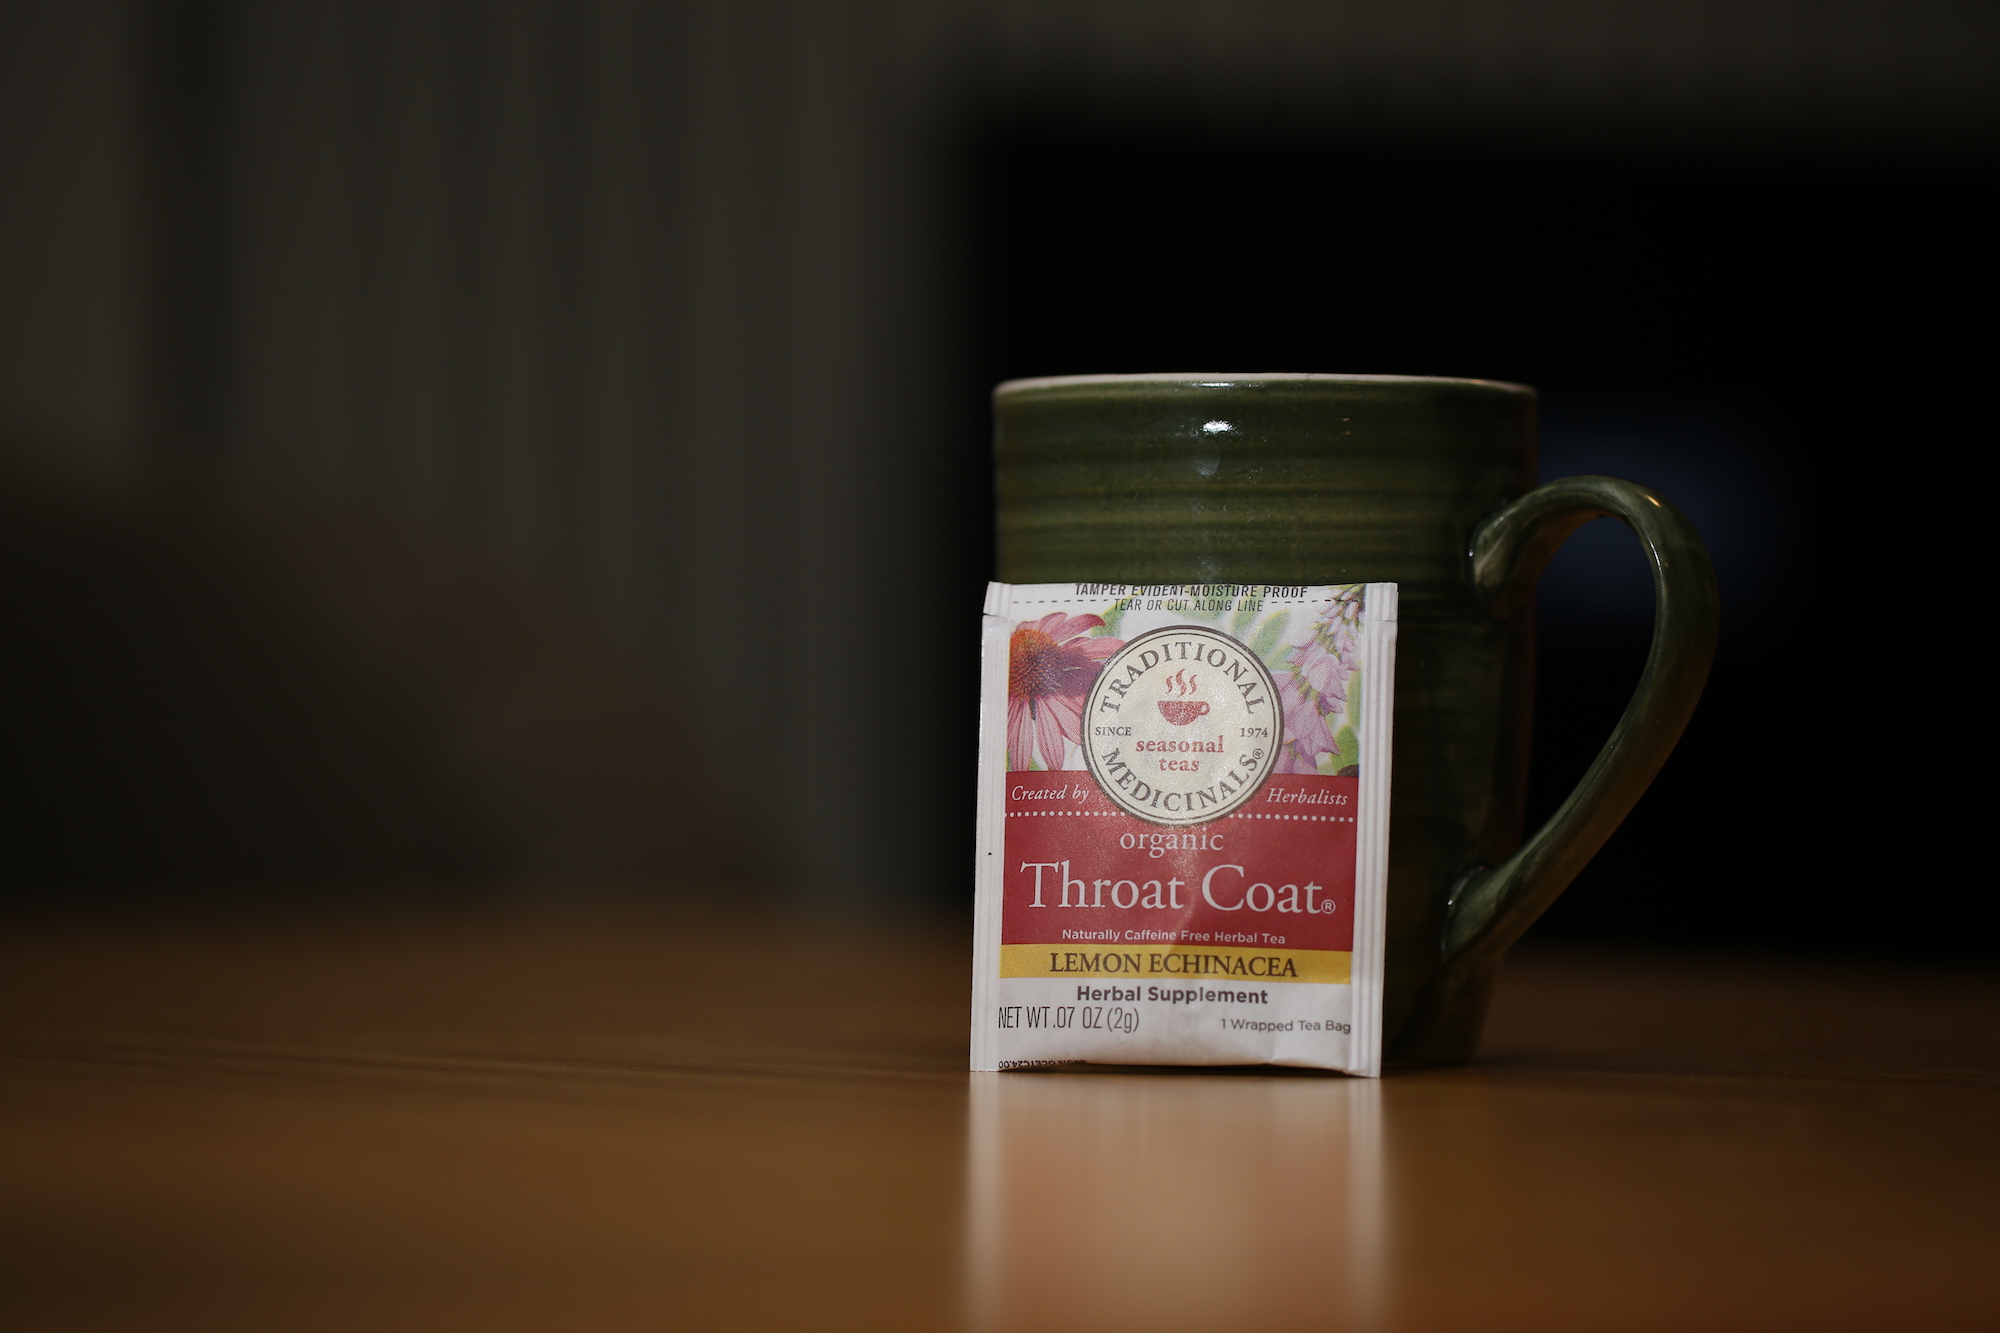 TAMPER EVIDENT-MOISTURE PROOF
TEAR OR CUT ALONG LINE
TRADITIONAL
SINCE 1974
seasonal
teas
MEDICINALS®
Created by Herbalists
organic
Throat Coat®
Naturally Caffeine Free Herbal Tea
LEMON ECHINACEA
Herbal Supplement
NET WT .07 OZ (2g)
1 Wrapped Tea Bag